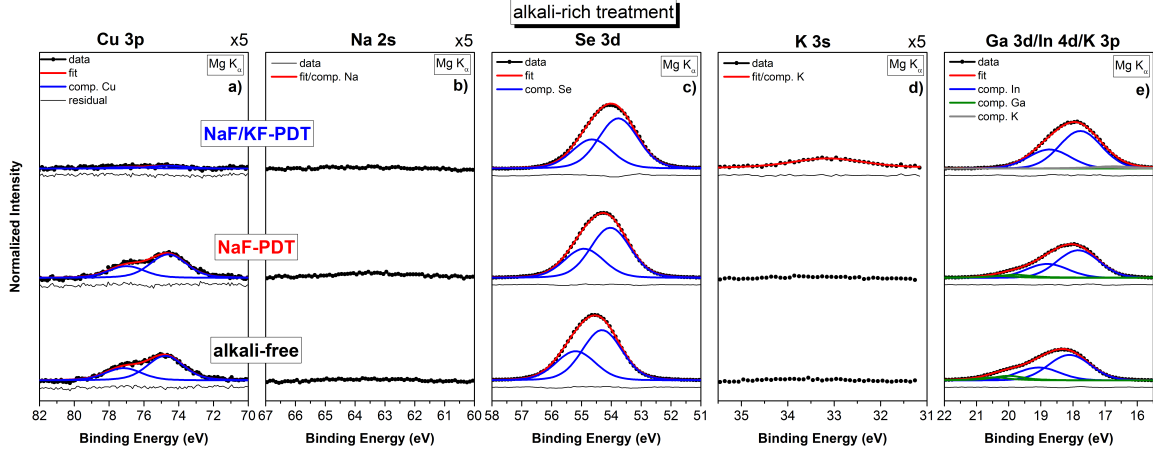 alkali-rich treatment
Cu 3p x5
Na 2s x5
Se 3d
K 3s x5
Ga 3d/In 4d/K 3p
data
fit
comp. Cu
residual
Mg Kα
a)
data
fit/comp. Na
Mg Kα
b)
data
fit
comp. Se
Mg Kα
c)
data
fit/comp. K
Mg Kα
d)
data
fit
comp. In
comp. Ga
comp. K
Mg Kα
e)
NaF/KF-PDT
NaF-PDT
alkali-free
Normalized Intensity
82 80 78 76 74 72 70
67 66 65 64 63 62 61 60
58 57 56 55 54 53 52 51
35 34 33 32 31
22 21 20 19 18 17 16
Binding Energy (eV)
Binding Energy (eV)
Binding Energy (eV)
Binding Energy (eV)
Binding Energy (eV)